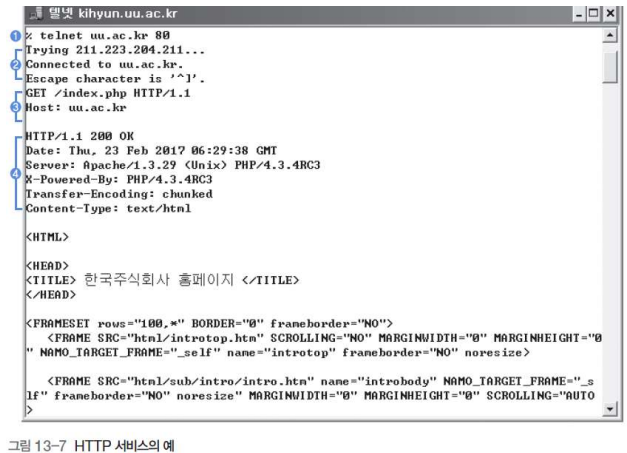 텔넷 kihyun.uu.ac.kr
① % telnet uu.ac.kr 80
Trying 211.223.204.211...
② Connected to uu.ac.kr.
Escape character is '^]'.
GET /index.php HTTP/1.1
③ Host: uu.ac.kr
HTTP/1.1 200 OK
Date: Thu, 23 Feb 2017 06:29:38 GMT
Server: Apache/1.3.29 (Unix) PHP/4.3.4RC3
④ X-Powered-By: PHP/4.3.4RC3
Transfer-Encoding: chunked
Content-Type: text/html
<HTML>
<HEAD>
<TITLE> 한국주식회사 홈페이지 </TITLE>
</HEAD>
<FRAMESET rows="100,*" BORDER="0" frameborder="NO">
<FRAME SRC="html/introtop.htm" SCROLLING="NO" MARGINWIDTH="0" MARGINHEIGHT="0
" NAMO_TARGET_FRAME="_self" name="introtop" frameborder="NO" noresize>
<FRAME SRC="html/sub/intro/intro.htm" name="introbody" NAMO_TARGET_FRAME="_s
lf" frameborder="NO" noresize" MARGINWIDTH="0" MARGINHEIGHT="0" SCROLLING="AUTO
>
그림 13-7 HTTP 서비스의 예